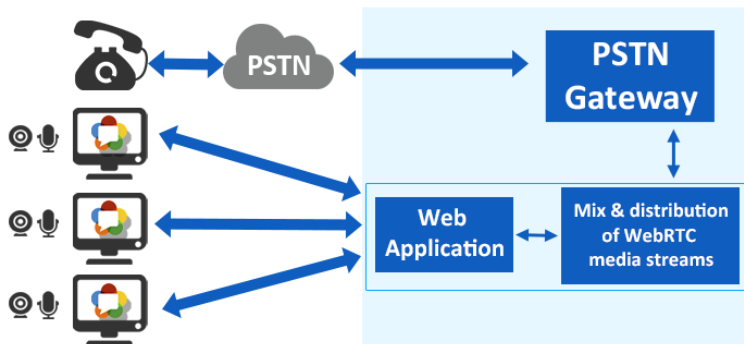 PSTN
PSTN
Gateway
Web
Application
Mix & distribution
of WebRTC
media streams